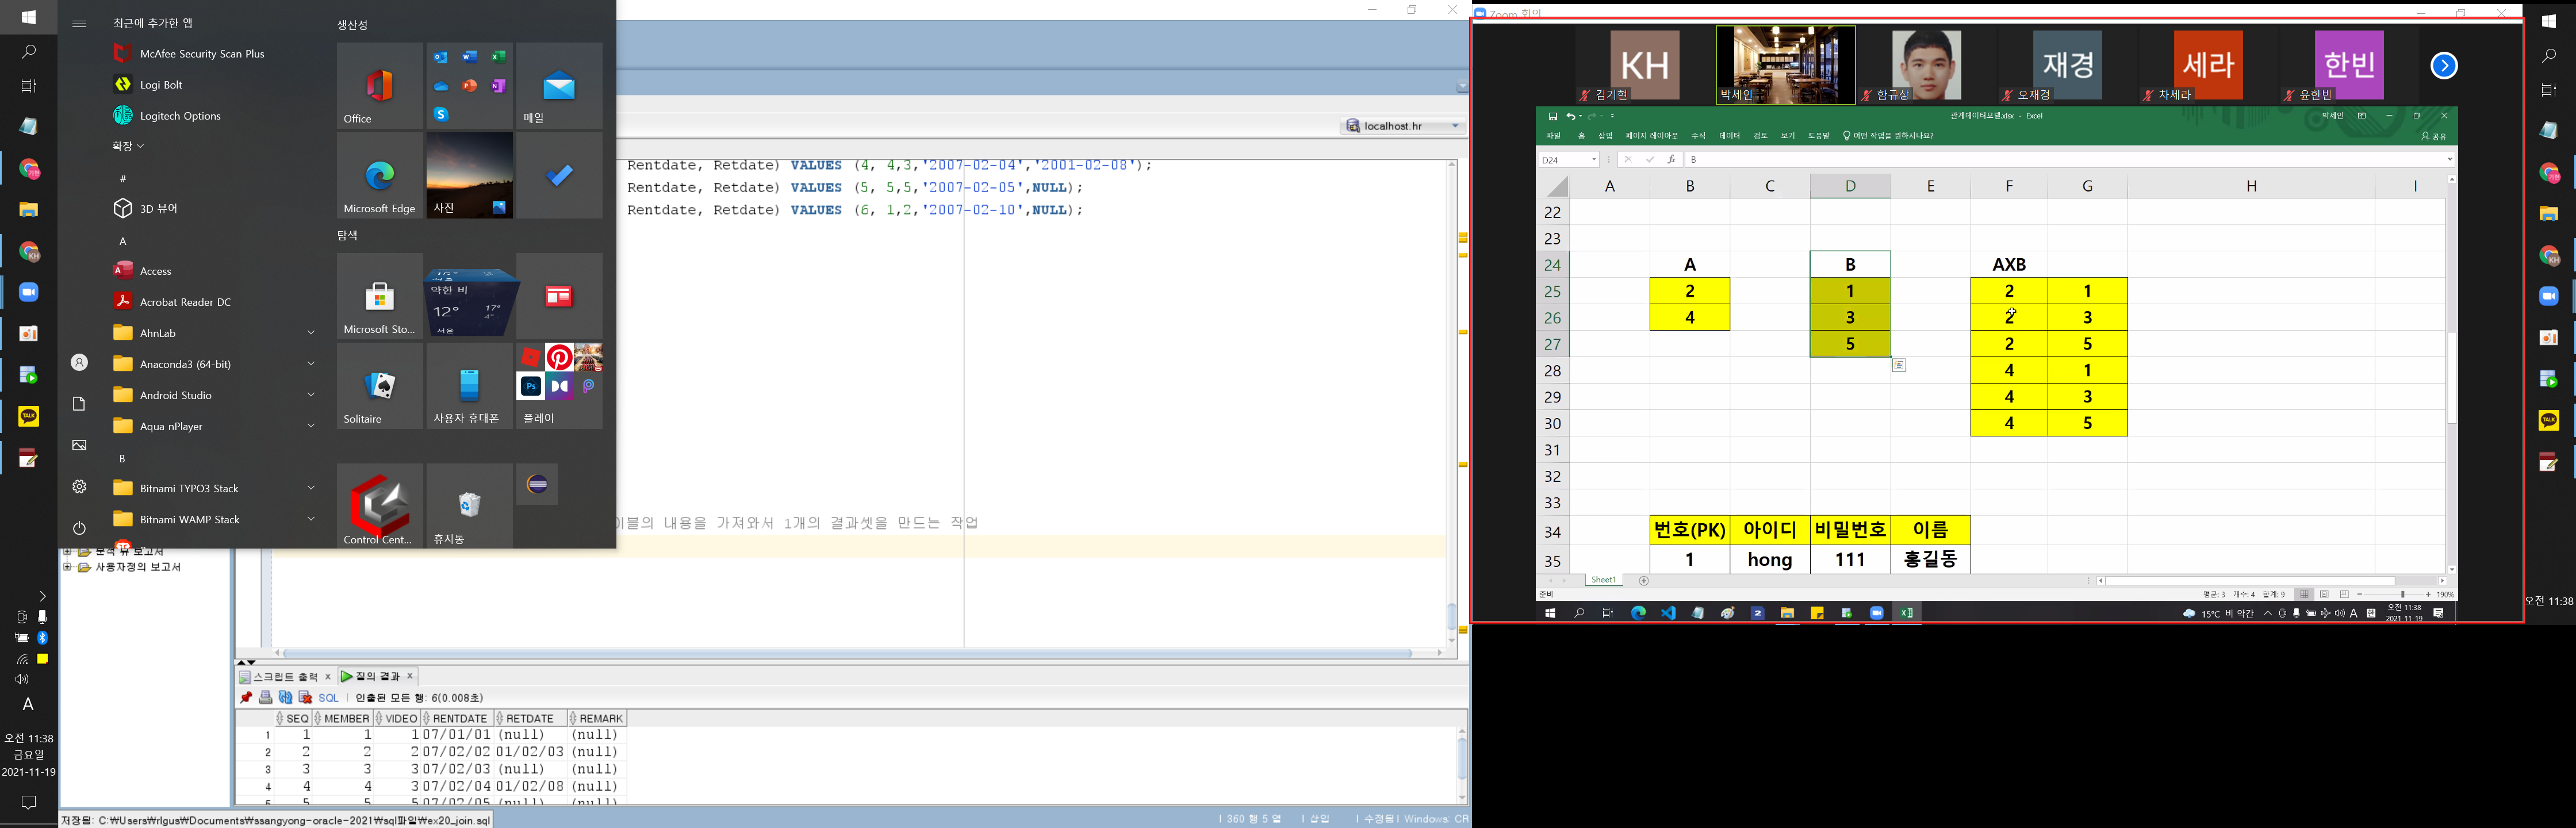 최근에 추가한 앱
McAfee Security Scan Plus
Logi Bolt
Logitech Options
확장
#
3D 뷰어
A
Access
Acrobat Reader DC
AhnLab
Anaconda3 (64-bit)
Android Studio
Aqua nPlayer
B
Bitnami TYPO3 Stack
Bitnami WAMP Stack
생산성
Office
메일
Microsoft Edge
사진
탐색
Microsoft Sto...
약한 비
12°
17°
4°
서울
Solitaire
사용자 휴대폰
플레이
Control Cent...
휴지통
오전 11:38
금요일
2021-11-19
A
사용자정의 보고서
localhost.hr
Rentdate, Retdate) VALUES (4, 4,3,'2007-02-04','2001-02-08');
Rentdate, Retdate) VALUES (5, 5,5,'2007-02-05',NULL);
Rentdate, Retdate) VALUES (6, 1,2,'2007-02-10',NULL);
이블의 내용을 가져와서 1개의 결과셋을 만드는 작업
스크립트 출력 x 질의 결과 x
SQL | 인출된 모든 행: 6(0.008초)
SEQ MEMBER VIDEO RENTDATE RETDATE REMARK
1 1 1 1 07/01/01 (null) (null)
2 2 2 2 07/02/02 01/02/03 (null)
3 3 3 3 07/02/03 (null) (null)
4 4 4 3 07/02/04 01/02/08 (null)
5 5 5 5 07/02/05 (null) (null)
저장됨: C:₩Users₩rlgus₩Documents₩ssangyong-oracle-2021₩sql파일₩ex20_join.sql
360 행 5 열 | 삽입 | 수정됨 | Windows: CR
Zoom 회의
KH
김기현
박세인
함규상
재경
오재경
세라
차세라
한빈
윤한빈
관계데이터모델.xlsx - Excel
박세인
파일 홈 삽입 페이지 레이아웃 수식 데이터 검토 보기 도움말 어떤 작업을 원하시나요?
공유
D24 fx B
A B C D E F G H I
22
23
24 A B AXB
25 2 1 2 1
26 4 3 2 3
27 5 2 5
28 4 1
29 4 3
30 4 5
31
32
33
34 번호(PK) 아이디 비밀번호 이름
35 1 hong 111 홍길동
Sheet1
준비
평균: 3 개수: 4 합계: 9 190%
15°C 비 약간
A
오전 11:38
2021-11-19
오전 11:38